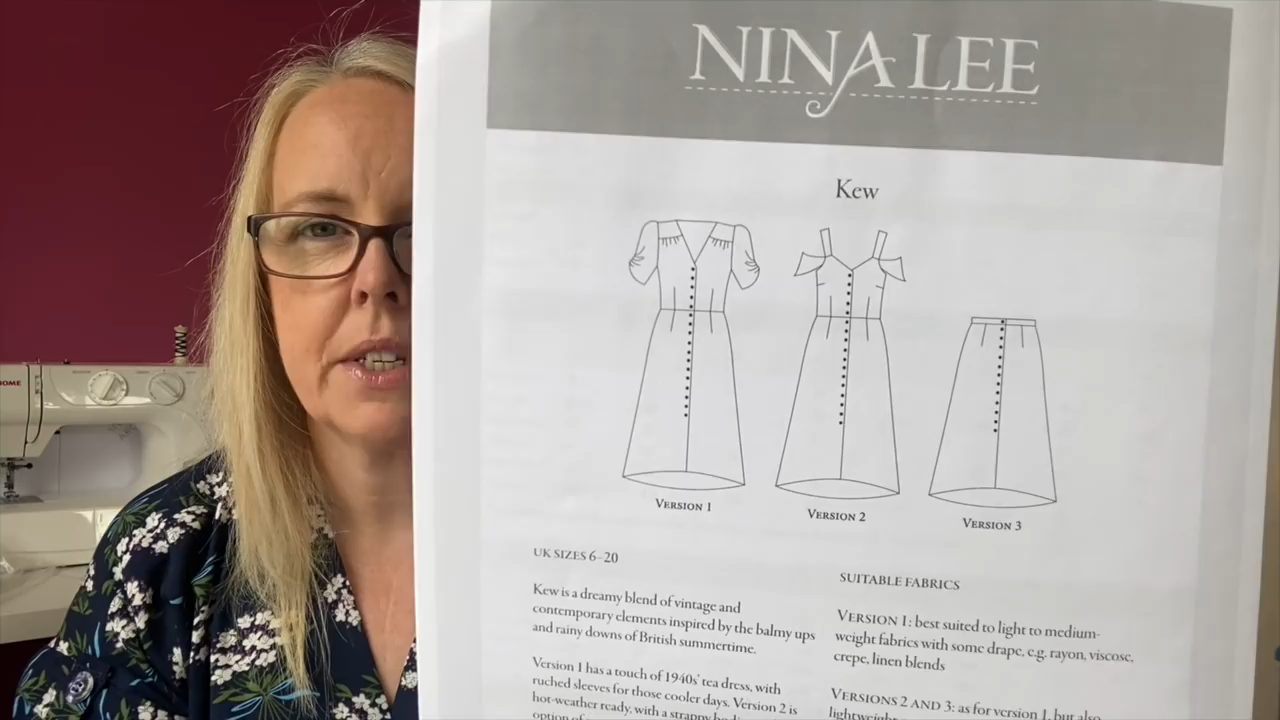 NINA LEE
Kew
VERSION 1
VERSION 2
VERSION 3
UK SIZES 6–20
Kew is a dreamy blend of vintage and
contemporary elements inspired by the balmy ups
and rainy downs of British summertime.
Version 1 has a touch of 1940s' tea dress, with
ruched sleeves for those cooler days. Version 2 is
hot-weather ready, with a strappy
option of
SUITABLE FABRICS
VERSION 1: best suited to light to medium-
weight fabrics with some drape, e.g. rayon, viscose,
crepe, linen blends
VERSIONS 2 AND 3: as for version 1, but also
lightweight
OME